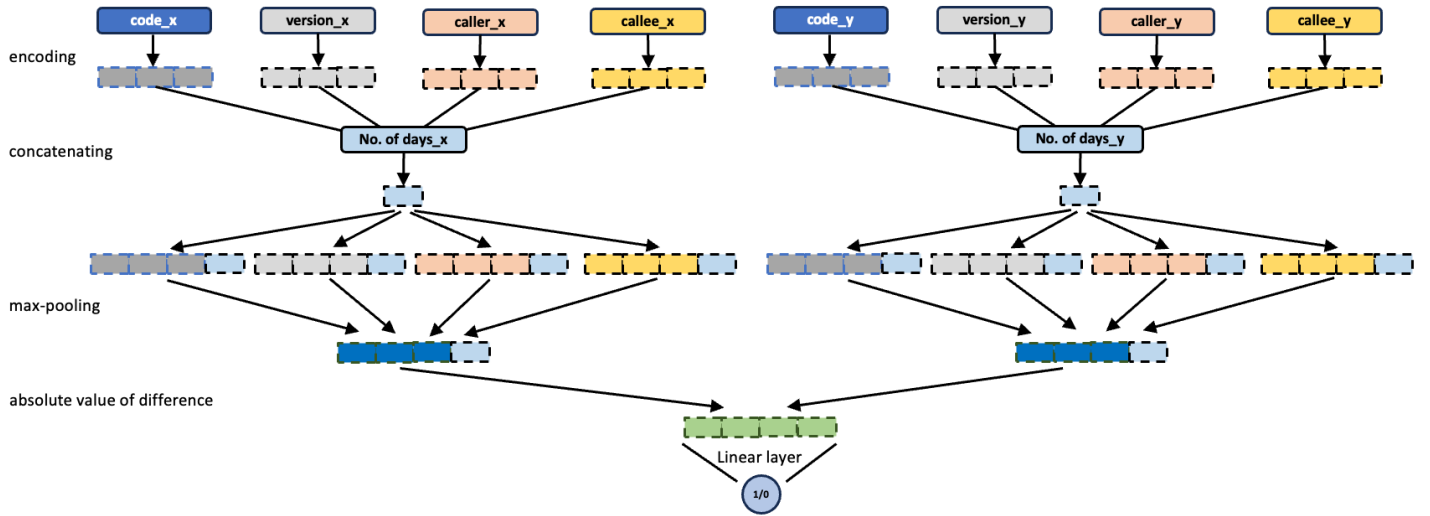 code_x
version_x
caller_x
callee_x
code_y
version_y
caller_y
callee_y
encoding
No. of days_x
No. of days_y
concatenating
max-pooling
absolute value of difference
Linear layer
1/0